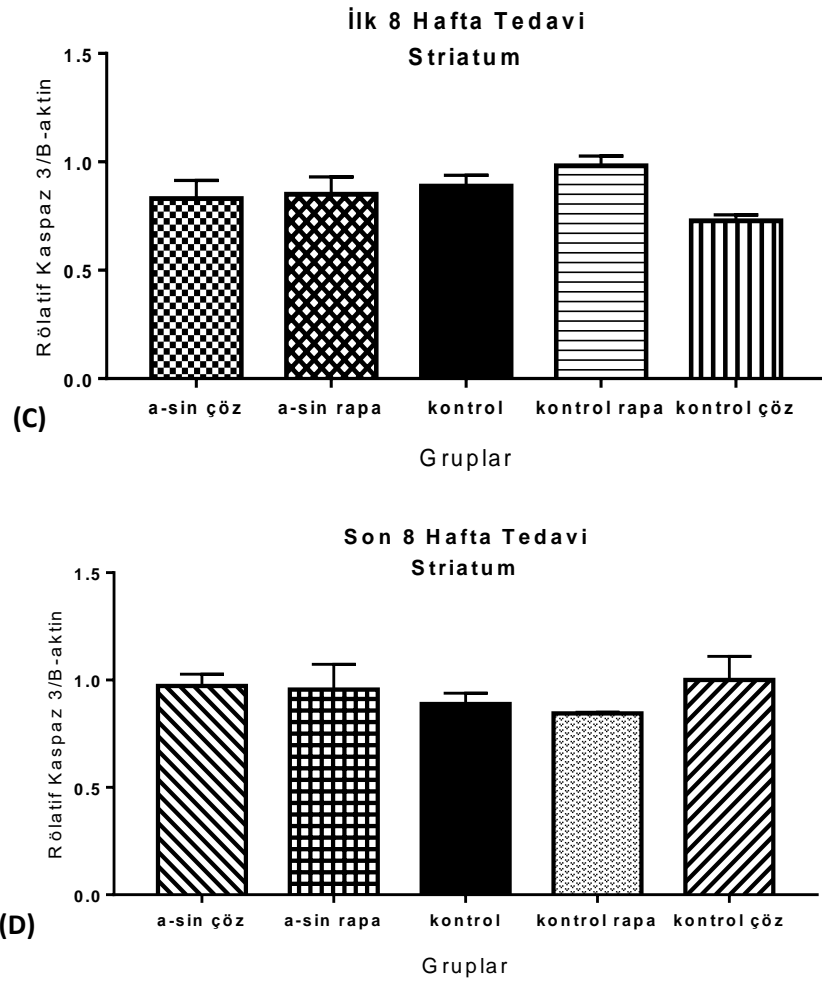 İlk 8 Hafta Tedavi
Striatum
Rölatif Kaspaz 3/B-aktin
1.5
1.0
0.5
0.0
a-sin çöz a-sin rapa kontrol kontrol rapa kontrol çöz
(C)
Gruplar
Son 8 Hafta Tedavi
Striatum
Rölatif Kaspaz 3/B-aktin
1.5
1.0
0.5
0.0
a-sin çöz a-sin rapa kontrol kontrol rapa kontrol çöz
(D)
Gruplar